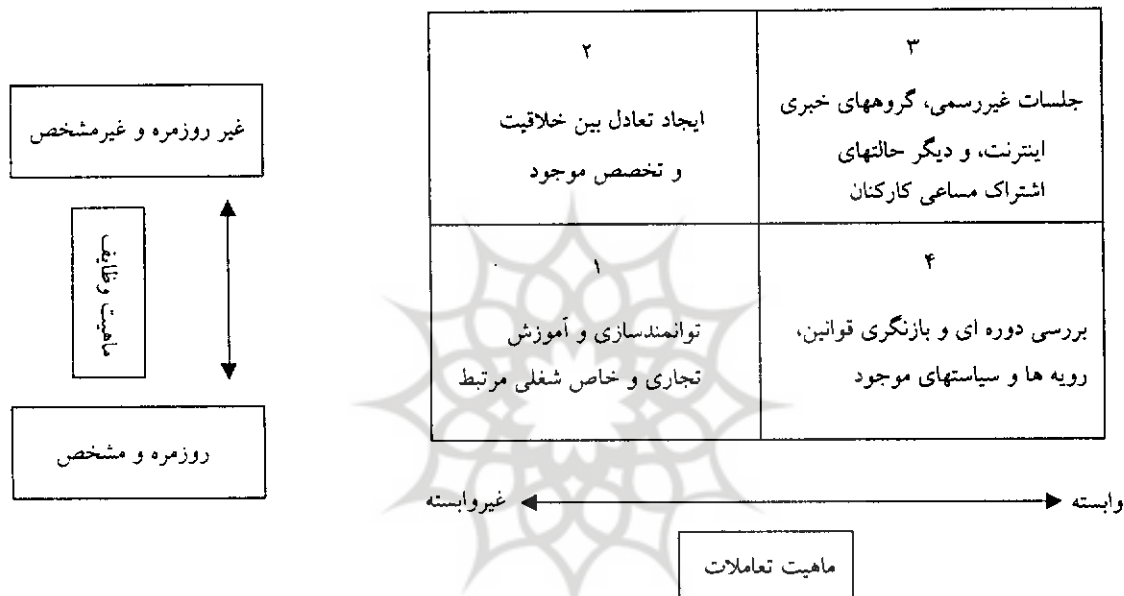 ۳
جلسات غیررسمی، گروههای خبری
اینترنت، و دیگر حالتهای
اشتراک مساعی کارکنان
۲
ایجاد تعادل بین خلاقیت
و تخصص موجود
غیر روزمره و غیرمشخص
ماهیت وظایف
۴
بررسی دوره ای و بازنگری قوانین،
رویه ها و سیاستهای موجود
۱
توانمندسازی و آموزش
تجاری و خاص شغلی مرتبط
روزمره و مشخص
وابسته
غیروابسته
ماهیت تعاملات